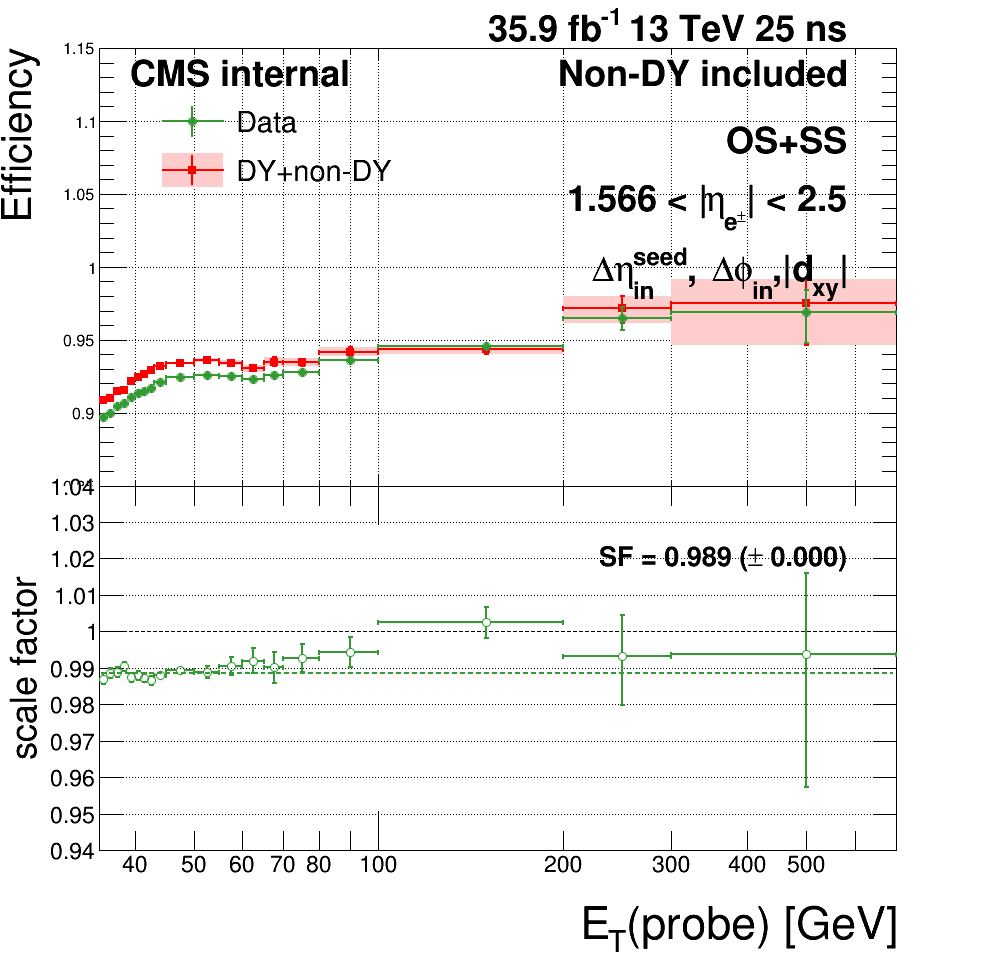 35.9 fb-1 13 TeV 25 ns
Efficiency
1.15
CMS internal
Non-DY included
Data
1.1
OS+SS
DY+non-DY
1.05
1.566 < |ηe±| < 2.5
Δηinseed, Δϕin,|dxy|
1
0.95
0.9
1.04
1.03
1.02
SF = 0.989 (± 0.000)
1.01
scale factor
1
0.99
0.98
0.97
0.96
0.95
0.94
40 50 60 70 80 100 200 300 400 500
ET(probe) [GeV]